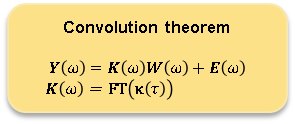 Convolution theorem
Y(ω) = K(ω)W(ω) + E(ω)
K(ω) = FT(κ(τ))